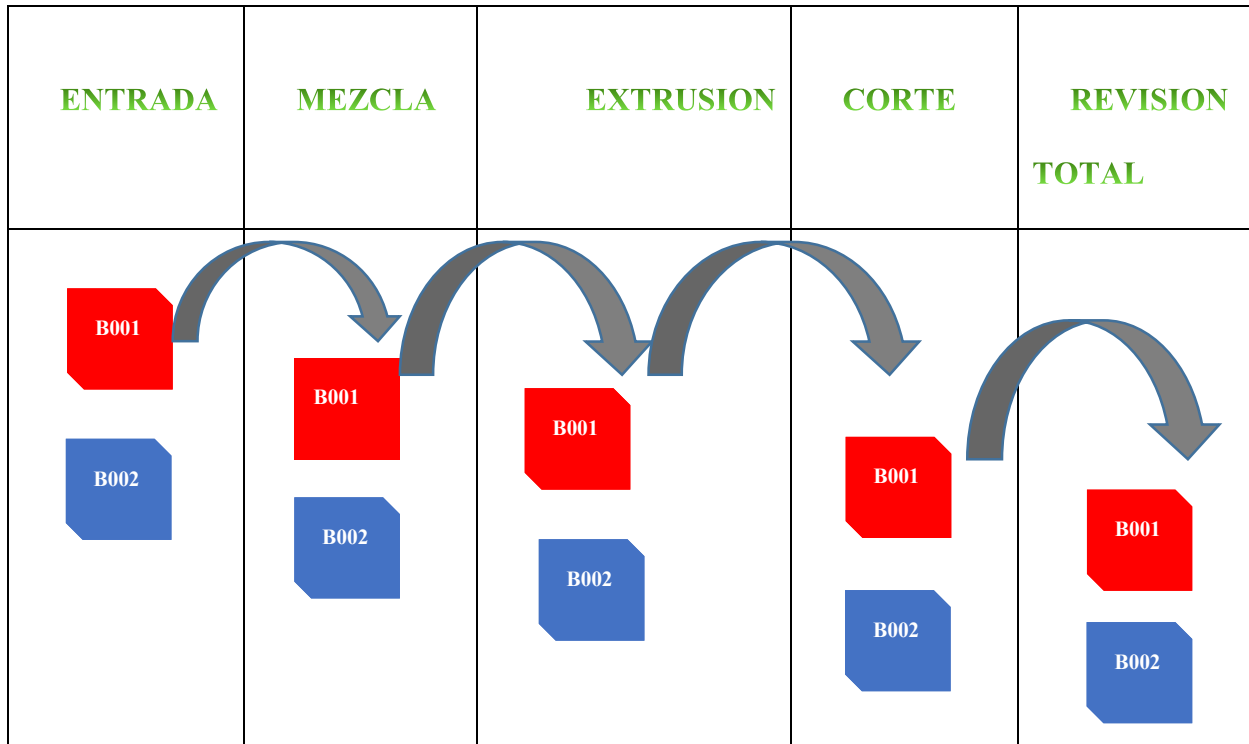 ENTRADA
MEZCLA
EXTRUSION
CORTE
REVISION
TOTAL
B001
B002
B001
B002
B001
B002
B001
B002
B001
B002